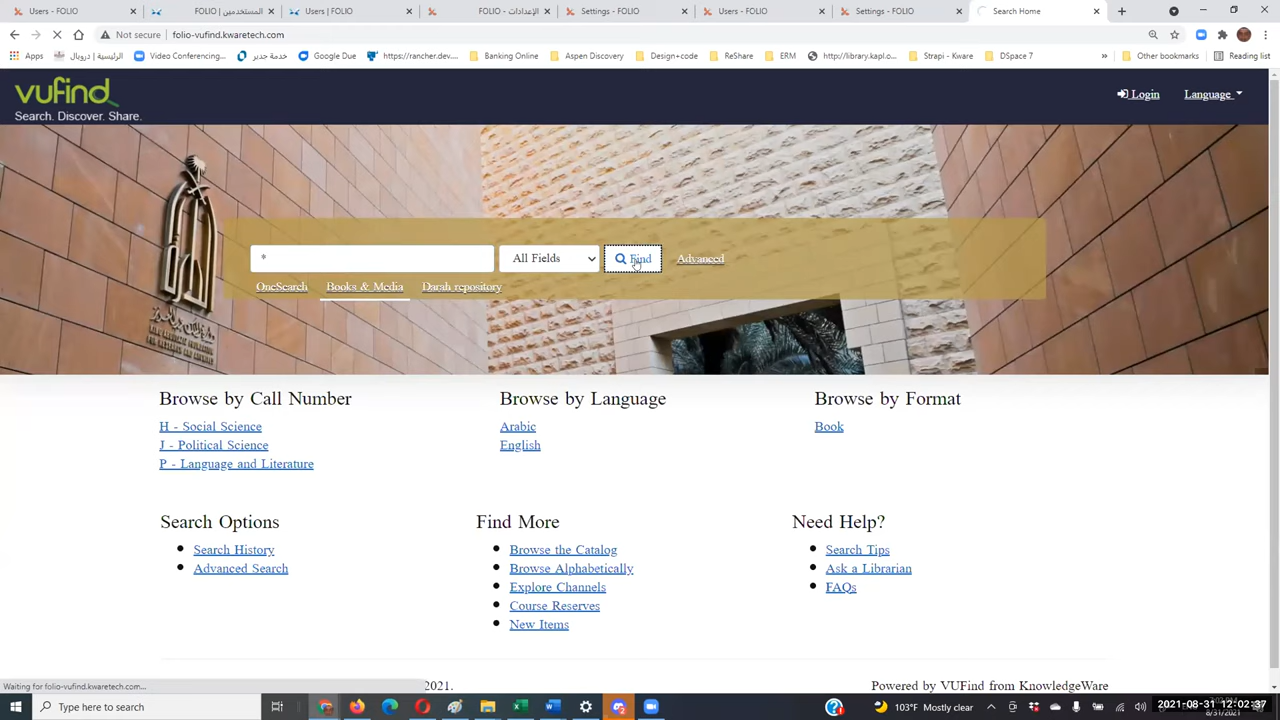 Users - FOLIO
FOLIO | المستخدمين
Users | FOLIO
الإعدادات - FOLIO
Settings - FOLIO
Users - FOLIO
Settings - FOLIO
Search Home
Not secure | folio-vufind.kwaretech.com
Apps
الرئيسية | دروبال
Video Conferencing...
خدمة جدير
Google Due
https://rancher.dev....
Banking Online
Aspen Discovery
Design+code
ReShare
ERM
http://library.kapl.o...
Strapi - Kware
DSpace 7
»
Other bookmarks
Reading list
vufind
Search. Discover. Share.
Login
Language
*
All Fields
Find
Advanced
OneSearch
Books & Media
Darah repository
Browse by Call Number
H - Social Science
J - Political Science
P - Language and Literature
Browse by Language
Arabic
English
Browse by Format
Book
Search Options
Search History
Advanced Search
Find More
Browse the Catalog
Browse Alphabetically
Explore Channels
Course Reserves
New Items
Need Help?
Search Tips
Ask a Librarian
FAQs
Waiting for folio-vufind.kwaretech.com...
2021.
Powered by VUFind from KnowledgeWare
Type here to search
103°F Mostly clear
2021-08-31 12:02:37
8/31/2021